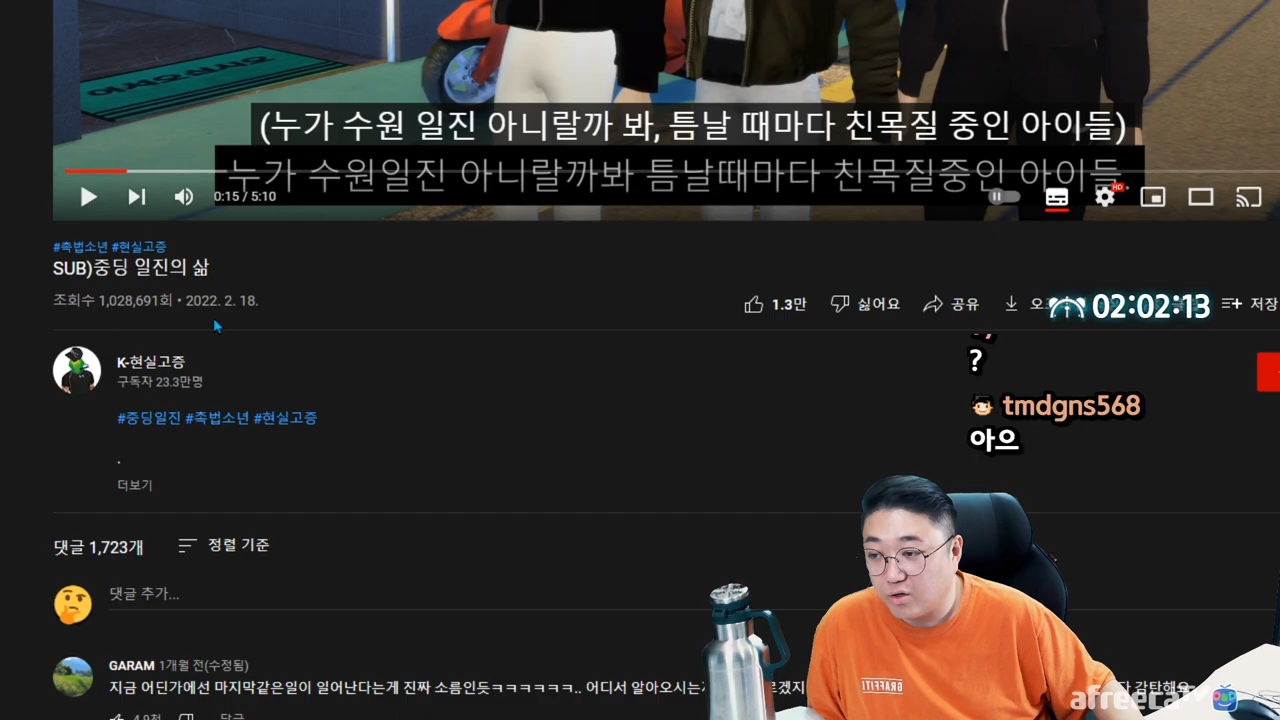 (누가 수원 일진 아니랄까 봐, 틈날 때마다 친목질 중인 아이들)
누가 수원일진 아니랄까봐 틈날때마다 친목질중인 아이들.
0:15 / 5:10
HD
#촉법소년 #현실고증
SUB)중딩 일진의 삶
조회수 1,028,691회 • 2022. 2. 18.
1.3만
싫어요
공유
오
02:02:13
저장
?
K-현실고증
구독자 23.3만명
tmdgns568
아으
#중딩일진 #촉법소년 #현실고증
.
더보기
댓글 1,723개
정렬 기준
댓글 추가...
GARAM 1개월 전(수정됨)
지금 어딘가에선 마지막같은일이 일어난다는게 진짜 소름인듯ㅋㅋㅋㅋㅋㅋ.. 어디서 알아오시는 감탄해요
GRAFFITI
afreecaTV